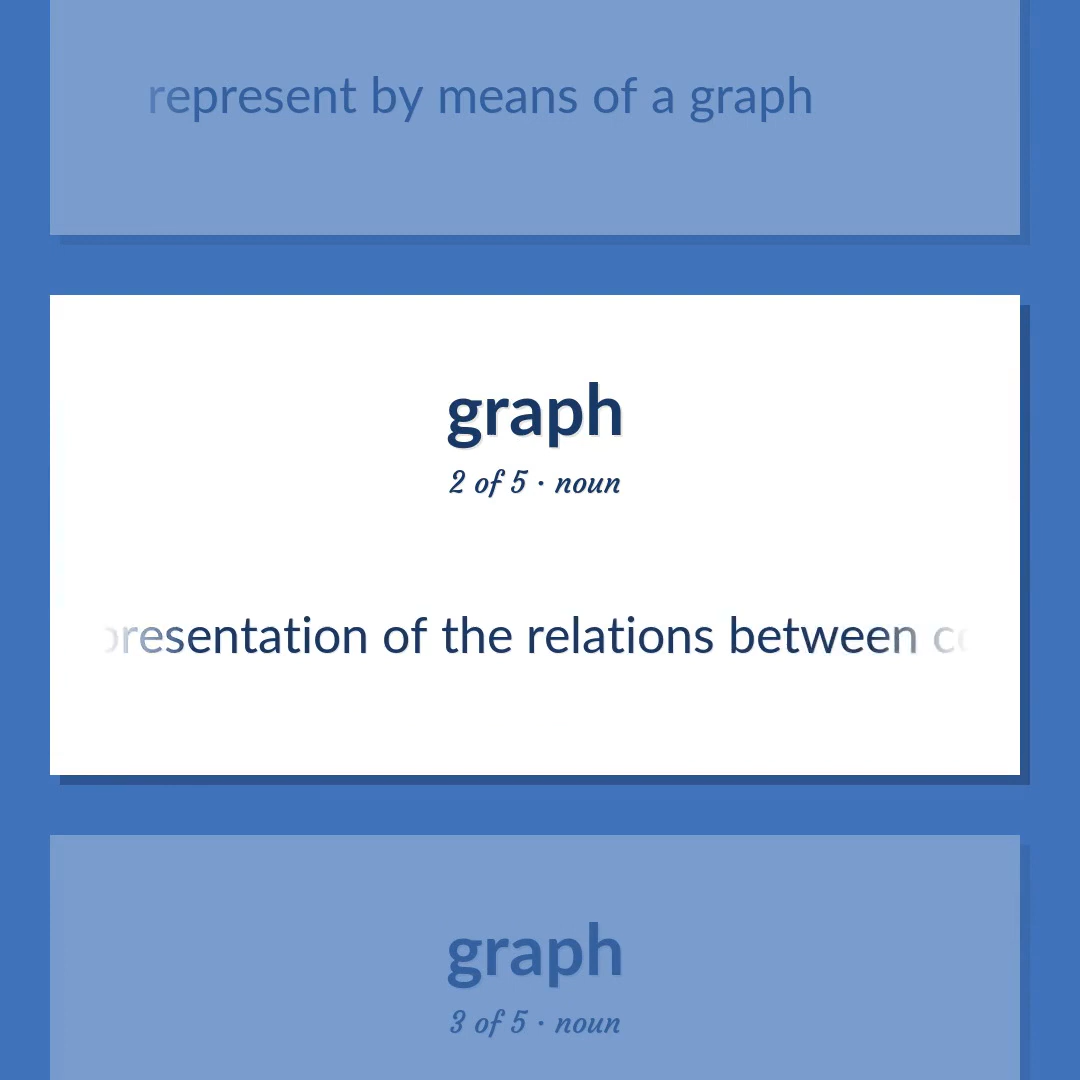 represent by means of a graph
graph
2 of 5 · noun
presentation of the relations between
graph
3 of 5 · noun